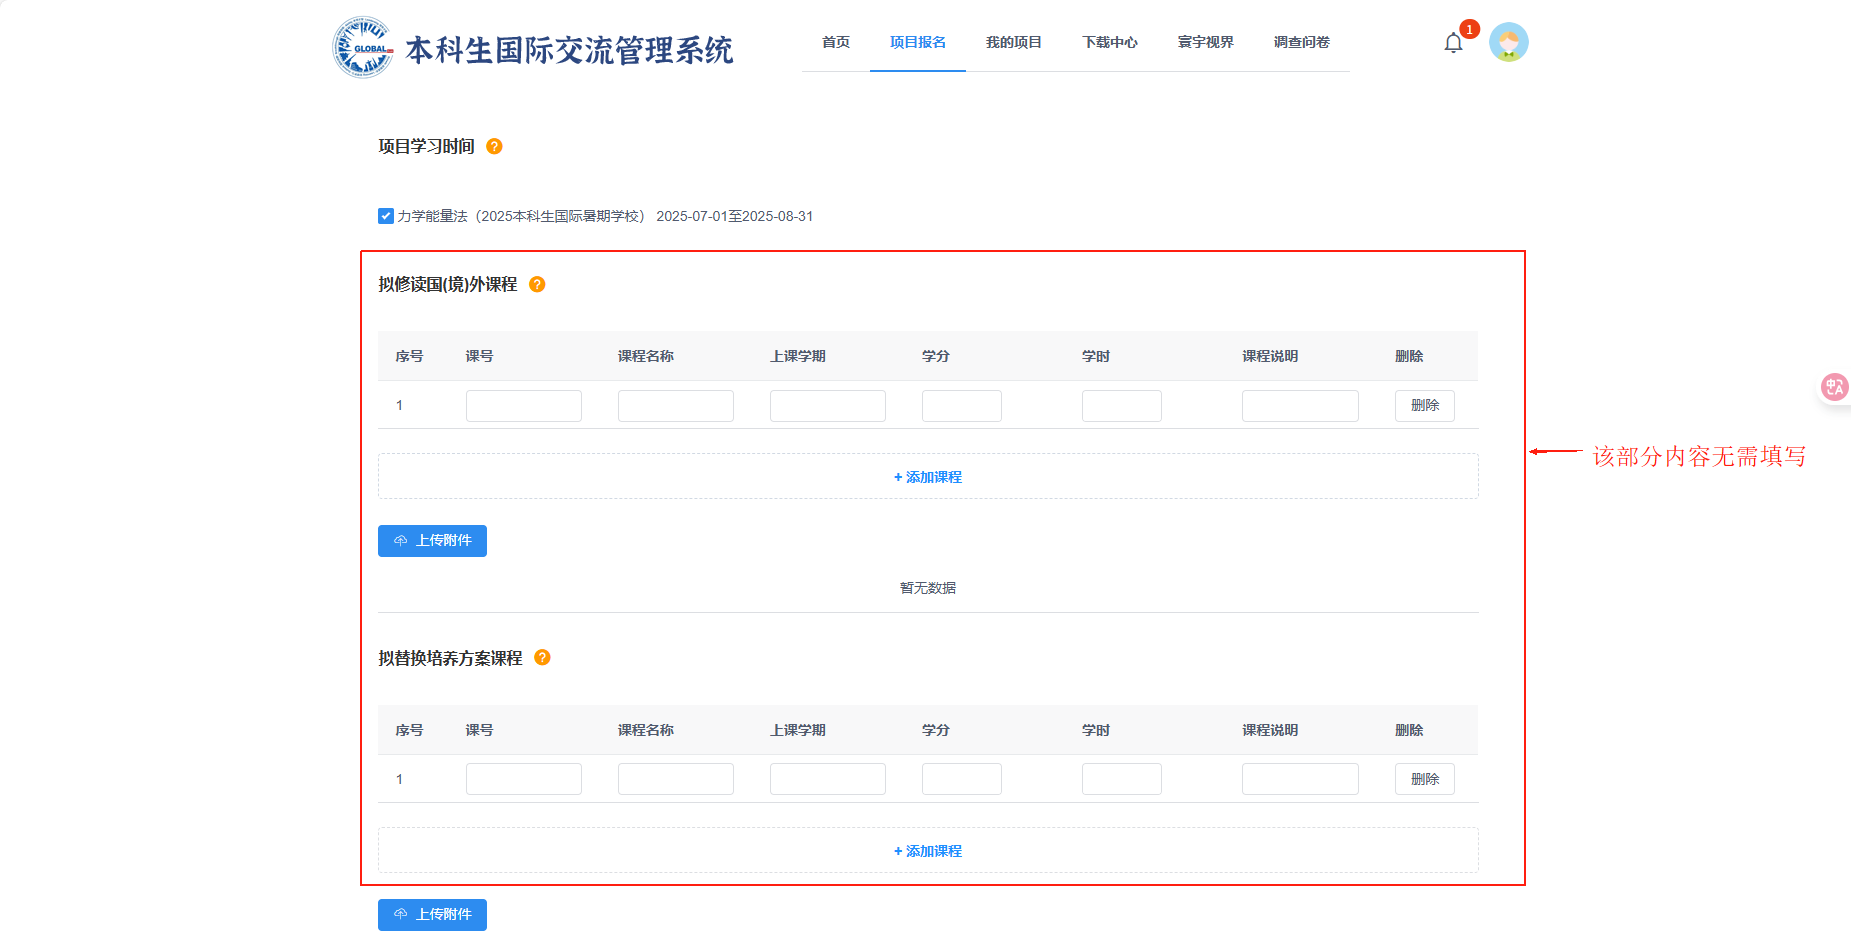 GLOBAL
本科生国际交流管理系统
首页 项目报名 我的项目 下载中心 寰宇视界 调查问卷
1
项目学习时间 ?
力学能量法（2025本科生国际暑期学校） 2025-07-01至2025-08-31
拟修读国(境)外课程 ?
序号 课号 课程名称 上课学期 学分 学时 课程说明 删除
1 删除
+ 添加课程
上传附件
暂无数据
拟替换培养方案课程 ?
序号 课号 课程名称 上课学期 学分 学时 课程说明 删除
1 删除
+ 添加课程
上传附件
该部分内容无需填写
中A